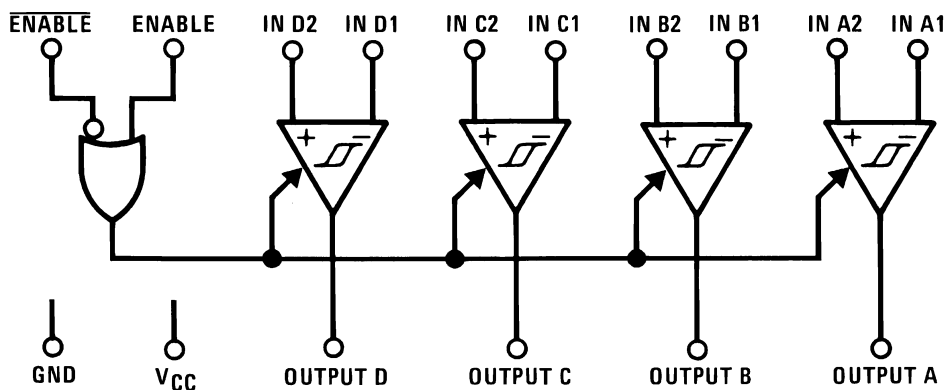 E̅N̅A̅B̅L̅E̅ ENABLE IN D2 IN D1 IN C2 IN C1 IN B2 IN B1 IN A2 IN A1
+ − + − + − + −
GND VCC OUTPUT D OUTPUT C OUTPUT B OUTPUT A